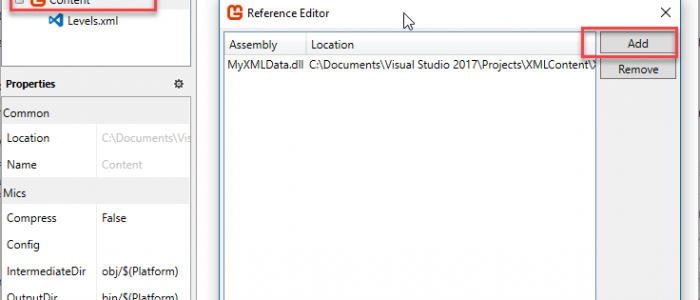 Content
Levels.xml
Properties
Common
Location C:\Documents\Vis
Name Content
Mics
Compress False
Config
IntermediateDir obj/$(Platform)
OutputDir bin/$(Platform)
Reference Editor
Assembly Location
MyXMLData.dll C:\Documents\Visual Studio 2017\Projects\XMLContent\X
Add
Remove